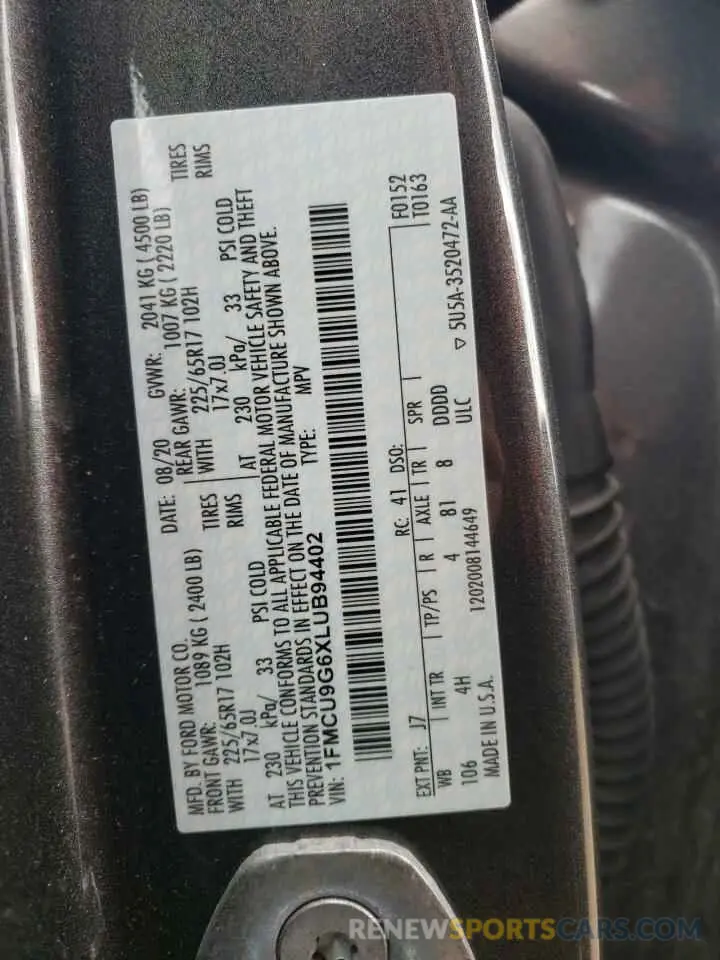 MFD. BY FORD MOTOR CO.
DATE: 08/20 GVWR: 2041 KG ( 4500 LB)
FRONT GAWR: 1089 KG ( 2400 LB) REAR GAWR: 1007 KG ( 2220 LB)
WITH 225/65R17 102H TIRES WITH 225/65R17 102H TIRES
17x7.0J RIMS 17x7.0J RIMS
AT 230 kPa/ 33 PSI COLD AT 230 kPa/ 33 PSI COLD
THIS VEHICLE CONFORMS TO ALL APPLICABLE FEDERAL MOTOR VEHICLE SAFETY AND THEFT
PREVENTION STANDARDS IN EFFECT ON THE DATE OF MANUFACTURE SHOWN ABOVE.
VIN: 1FMCU9G6XLUB94402 TYPE: MPV
F0152
T0163
EXT PNT: J7 RC: 41 DSO:
WB INT TR TP/PS R AXLE TR SPR
106 4H 4 81 8 DDDD
MADE IN U.S.A. 1202008144649 ULC
▽ 5U5A-3520472-AA
RENEWSPORTSCARS.COM